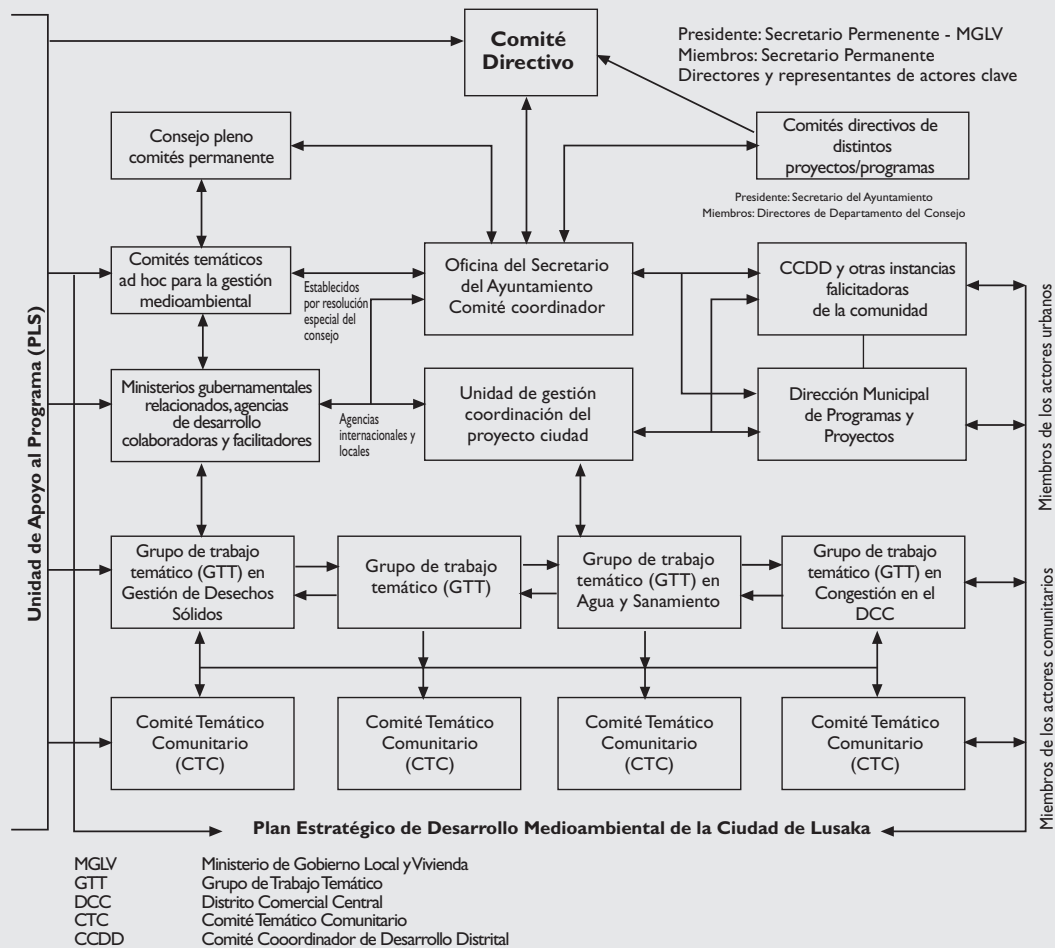 Comité
Directivo
Presidente: Secretario Permenente - MGLV
Miembros: Secretario Permanente
Directores y representantes de actores clave
Consejo pleno
comités permanente
Comités directivos de
distintos
proyectos/programas
Presidente: Secretario del Ayuntamiento
Miembros: Directores de Departamento del Consejo
Comités temáticos
ad hoc para la gestión
medioambiental
Establecidos
por resolución
especial del
consejo
Oficina del Secretario
del Ayuntamiento
Comité coordinador
CCDD y otras instancias
falicitadoras
de la comunidad
Ministerios gubernamentales
relacionados, agencias
de desarrollo
colaboradoras y facilitadores
Agencias
internacionales y
locales
Unidad de gestión
coordinación del
proyecto ciudad
Dirección Municipal
de Programas y
Proyectos
Grupo de trabajo
temático (GTT) en
Gestión de Desechos
Sólidos
Grupo de trabajo
temático (GTT)
Grupo de trabajo
temático (GTT) en
Agua y Sanamiento
Grupo de trabajo
temático (GTT) en
Congestión en el
DCC
Comité Temático
Comunitario
(CTC)
Comité Temático
Comunitario
(CTC)
Comité Temático
Comunitario
(CTC)
Comité Temático
Comunitario
(CTC)
Unidad de Apoyo al Programa (PLS)
Miembros de los actores urbanos
Miembros de los actores comunitarios
Plan Estratégico de Desarrollo Medioambiental de la Ciudad de Lusaka
MGLV Ministerio de Gobierno Local y Vivienda
GTT Grupo de Trabajo Temático
DCC Distrito Comercial Central
CTC Comité Temático Comunitario
CCDD Comité Cooordinador de Desarrollo Distrital